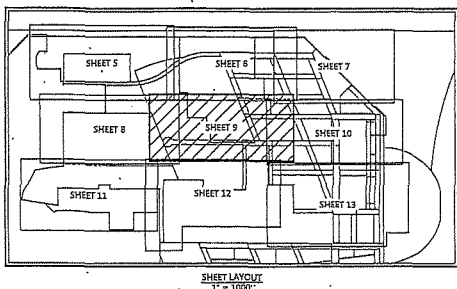 SHEET 5
SHEET 6
SHEET 7
SHEET 8
SHEET 9
SHEET 10
SHEET 11
SHEET 12
SHEET 13
SHEET LAYOUT
1" = 1000'